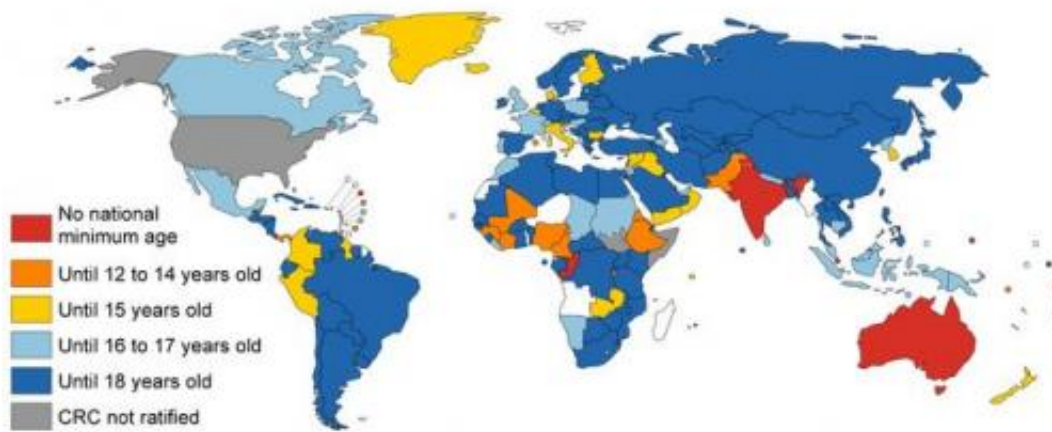 No national
minimum age
Until 12 to 14 years old
Until 15 years old
Until 16 to 17 years old
Until 18 years old
CRC not ratified